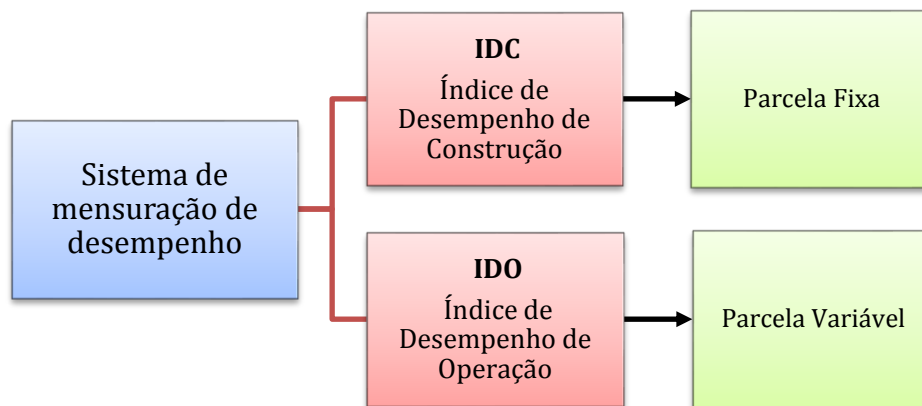 Sistema de
mensuração de
desempenho
IDC
Índice de
Desempenho de
Construção
Parcela Fixa
IDO
Índice de
Desempenho de
Operação
Parcela Variável